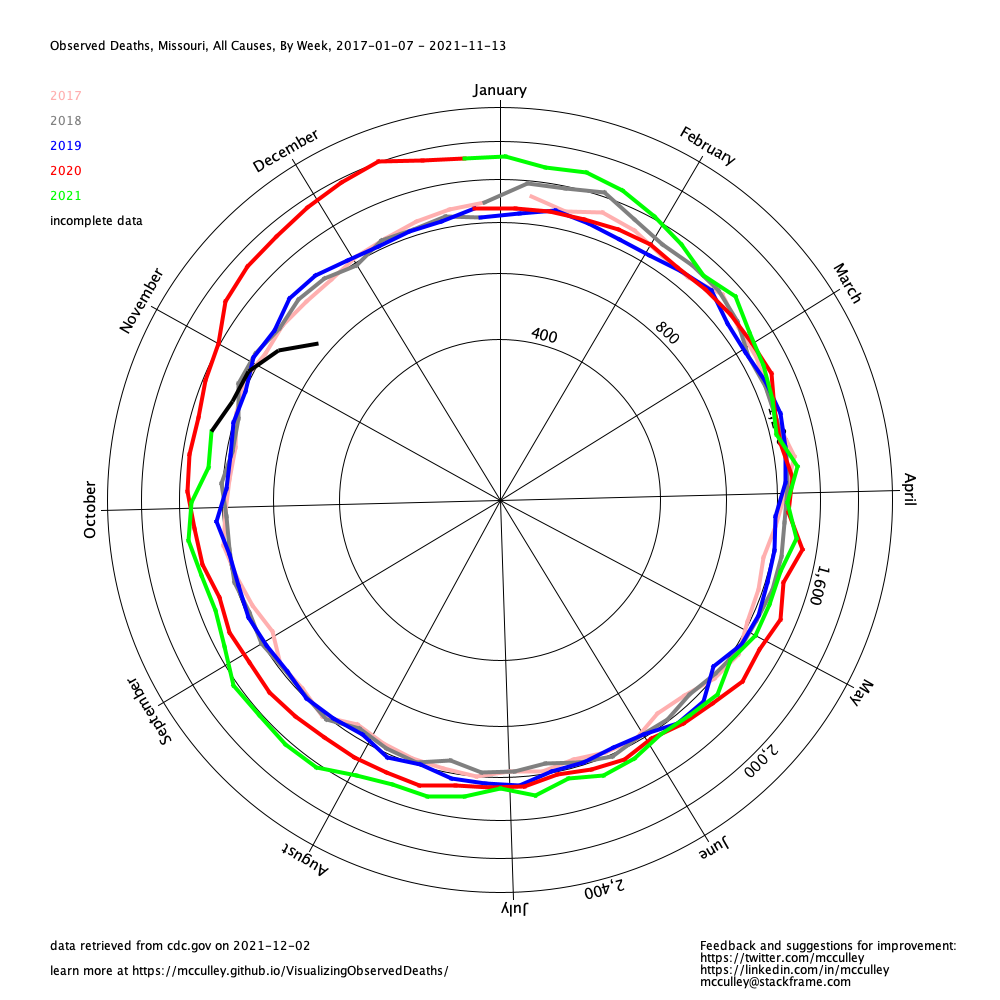 Observed Deaths, Missouri, All Causes, By Week, 2017-01-07 - 2021-11-13
2017
2018
2019
2020
2021
incomplete data
January
February
March
April
May
June
July
August
September
October
November
December
400
800
1,600
2,000
2,400
data retrieved from cdc.gov on 2021-12-02
learn more at https://mcculley.github.io/VisualizingObservedDeaths/
Feedback and suggestions for improvement:
https://twitter.com/mcculley
https://linkedin.com/in/mcculley
mcculley@stackframe.com